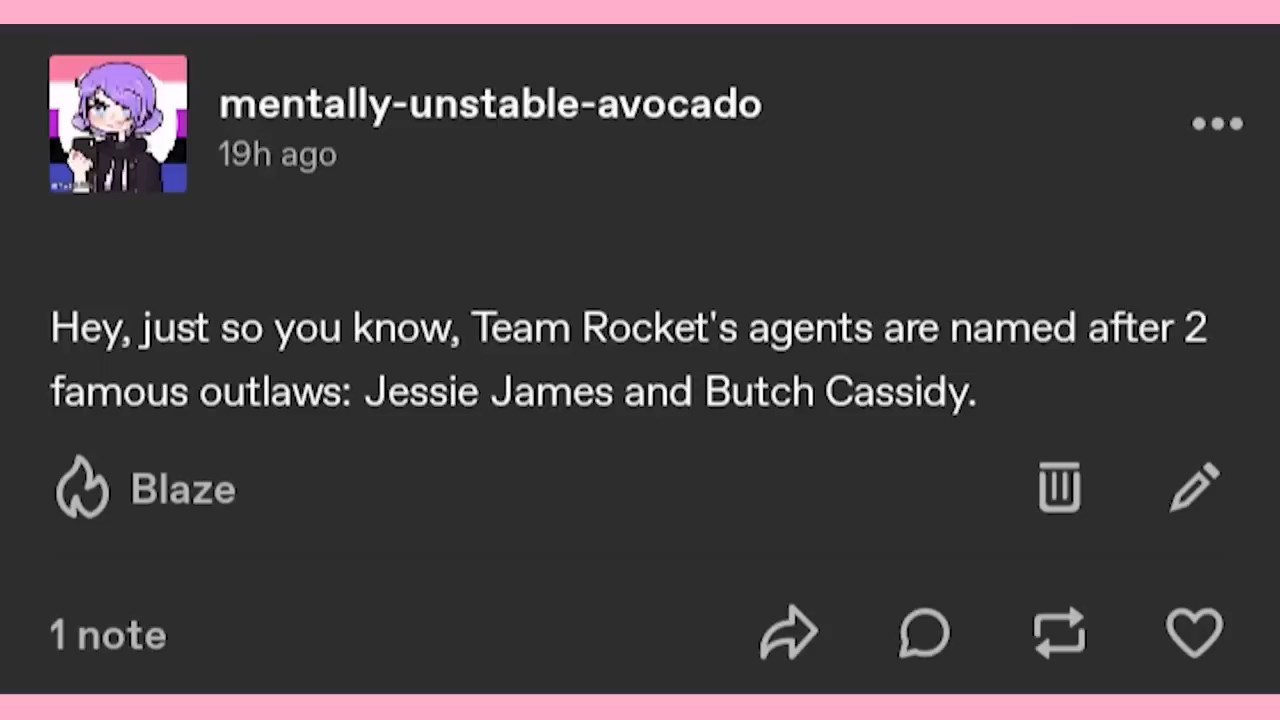 mentally-unstable-avocado
19h ago
Hey, just so you know, Team Rocket's agents are named after 2
famous outlaws: Jessie James and Butch Cassidy.
Blaze
1 note